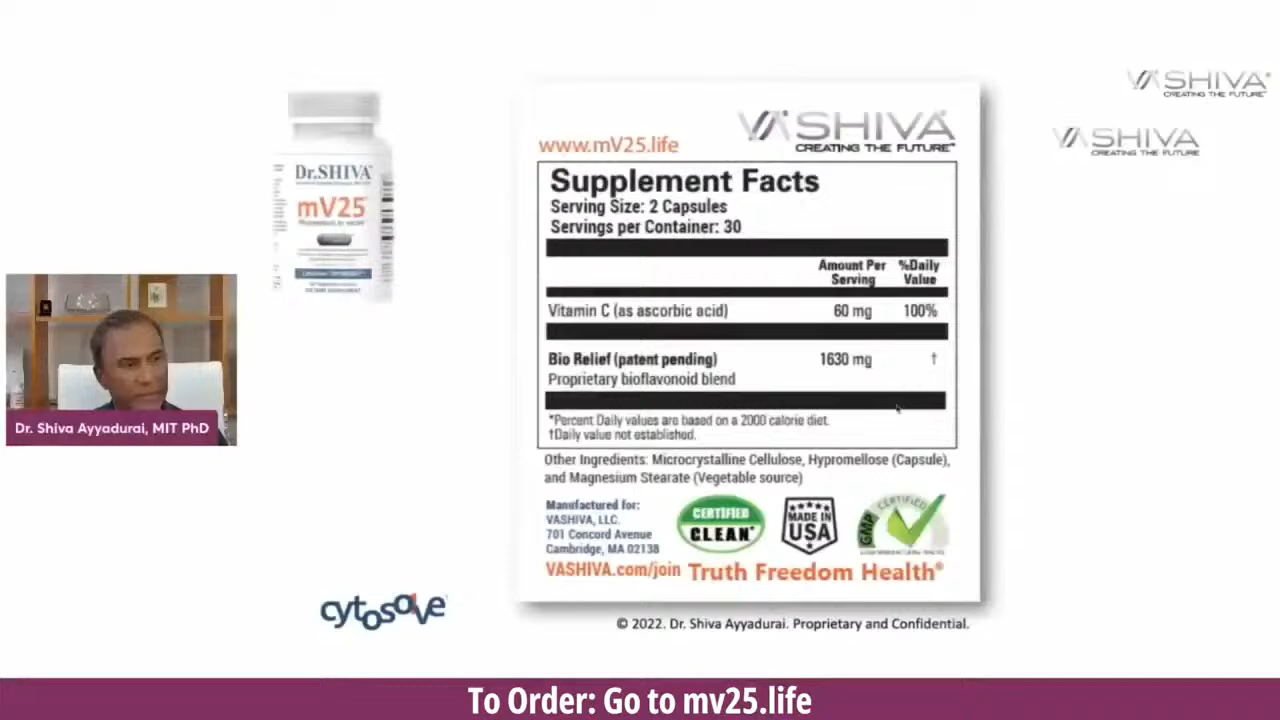 VASHIVA
CREATING THE FUTURE™
VASHIVA
CREATING THE FUTURE™
Dr.SHIVA
mV25
www.mV25.life
VASHIVA
CREATING THE FUTURE™
Supplement Facts
Serving Size: 2 Capsules
Servings per Container: 30
Amount Per Serving
%Daily Value
Vitamin C (as ascorbic acid) 60 mg 100%
Bio Relief (patent pending) 1630 mg †
Proprietary bioflavonoid blend
*Percent Daily values are based on a 2000 calorie diet.
†Daily value not established.
Other Ingredients: Microcrystalline Cellulose, Hypromellose (Capsule),
and Magnesium Stearate (Vegetable source)
Manufactured for:
VASHIVA, LLC.
701 Concord Avenue
Cambridge, MA 02138
CERTIFIED
CLEAN
MADE IN
USA
CERTIFIED
GMP
VASHIVA.com/join Truth Freedom Health®
Dr. Shiva Ayyadurai, MIT PhD
cytosolve
© 2022. Dr. Shiva Ayyadurai. Proprietary and Confidential.
To Order: Go to mv25.life